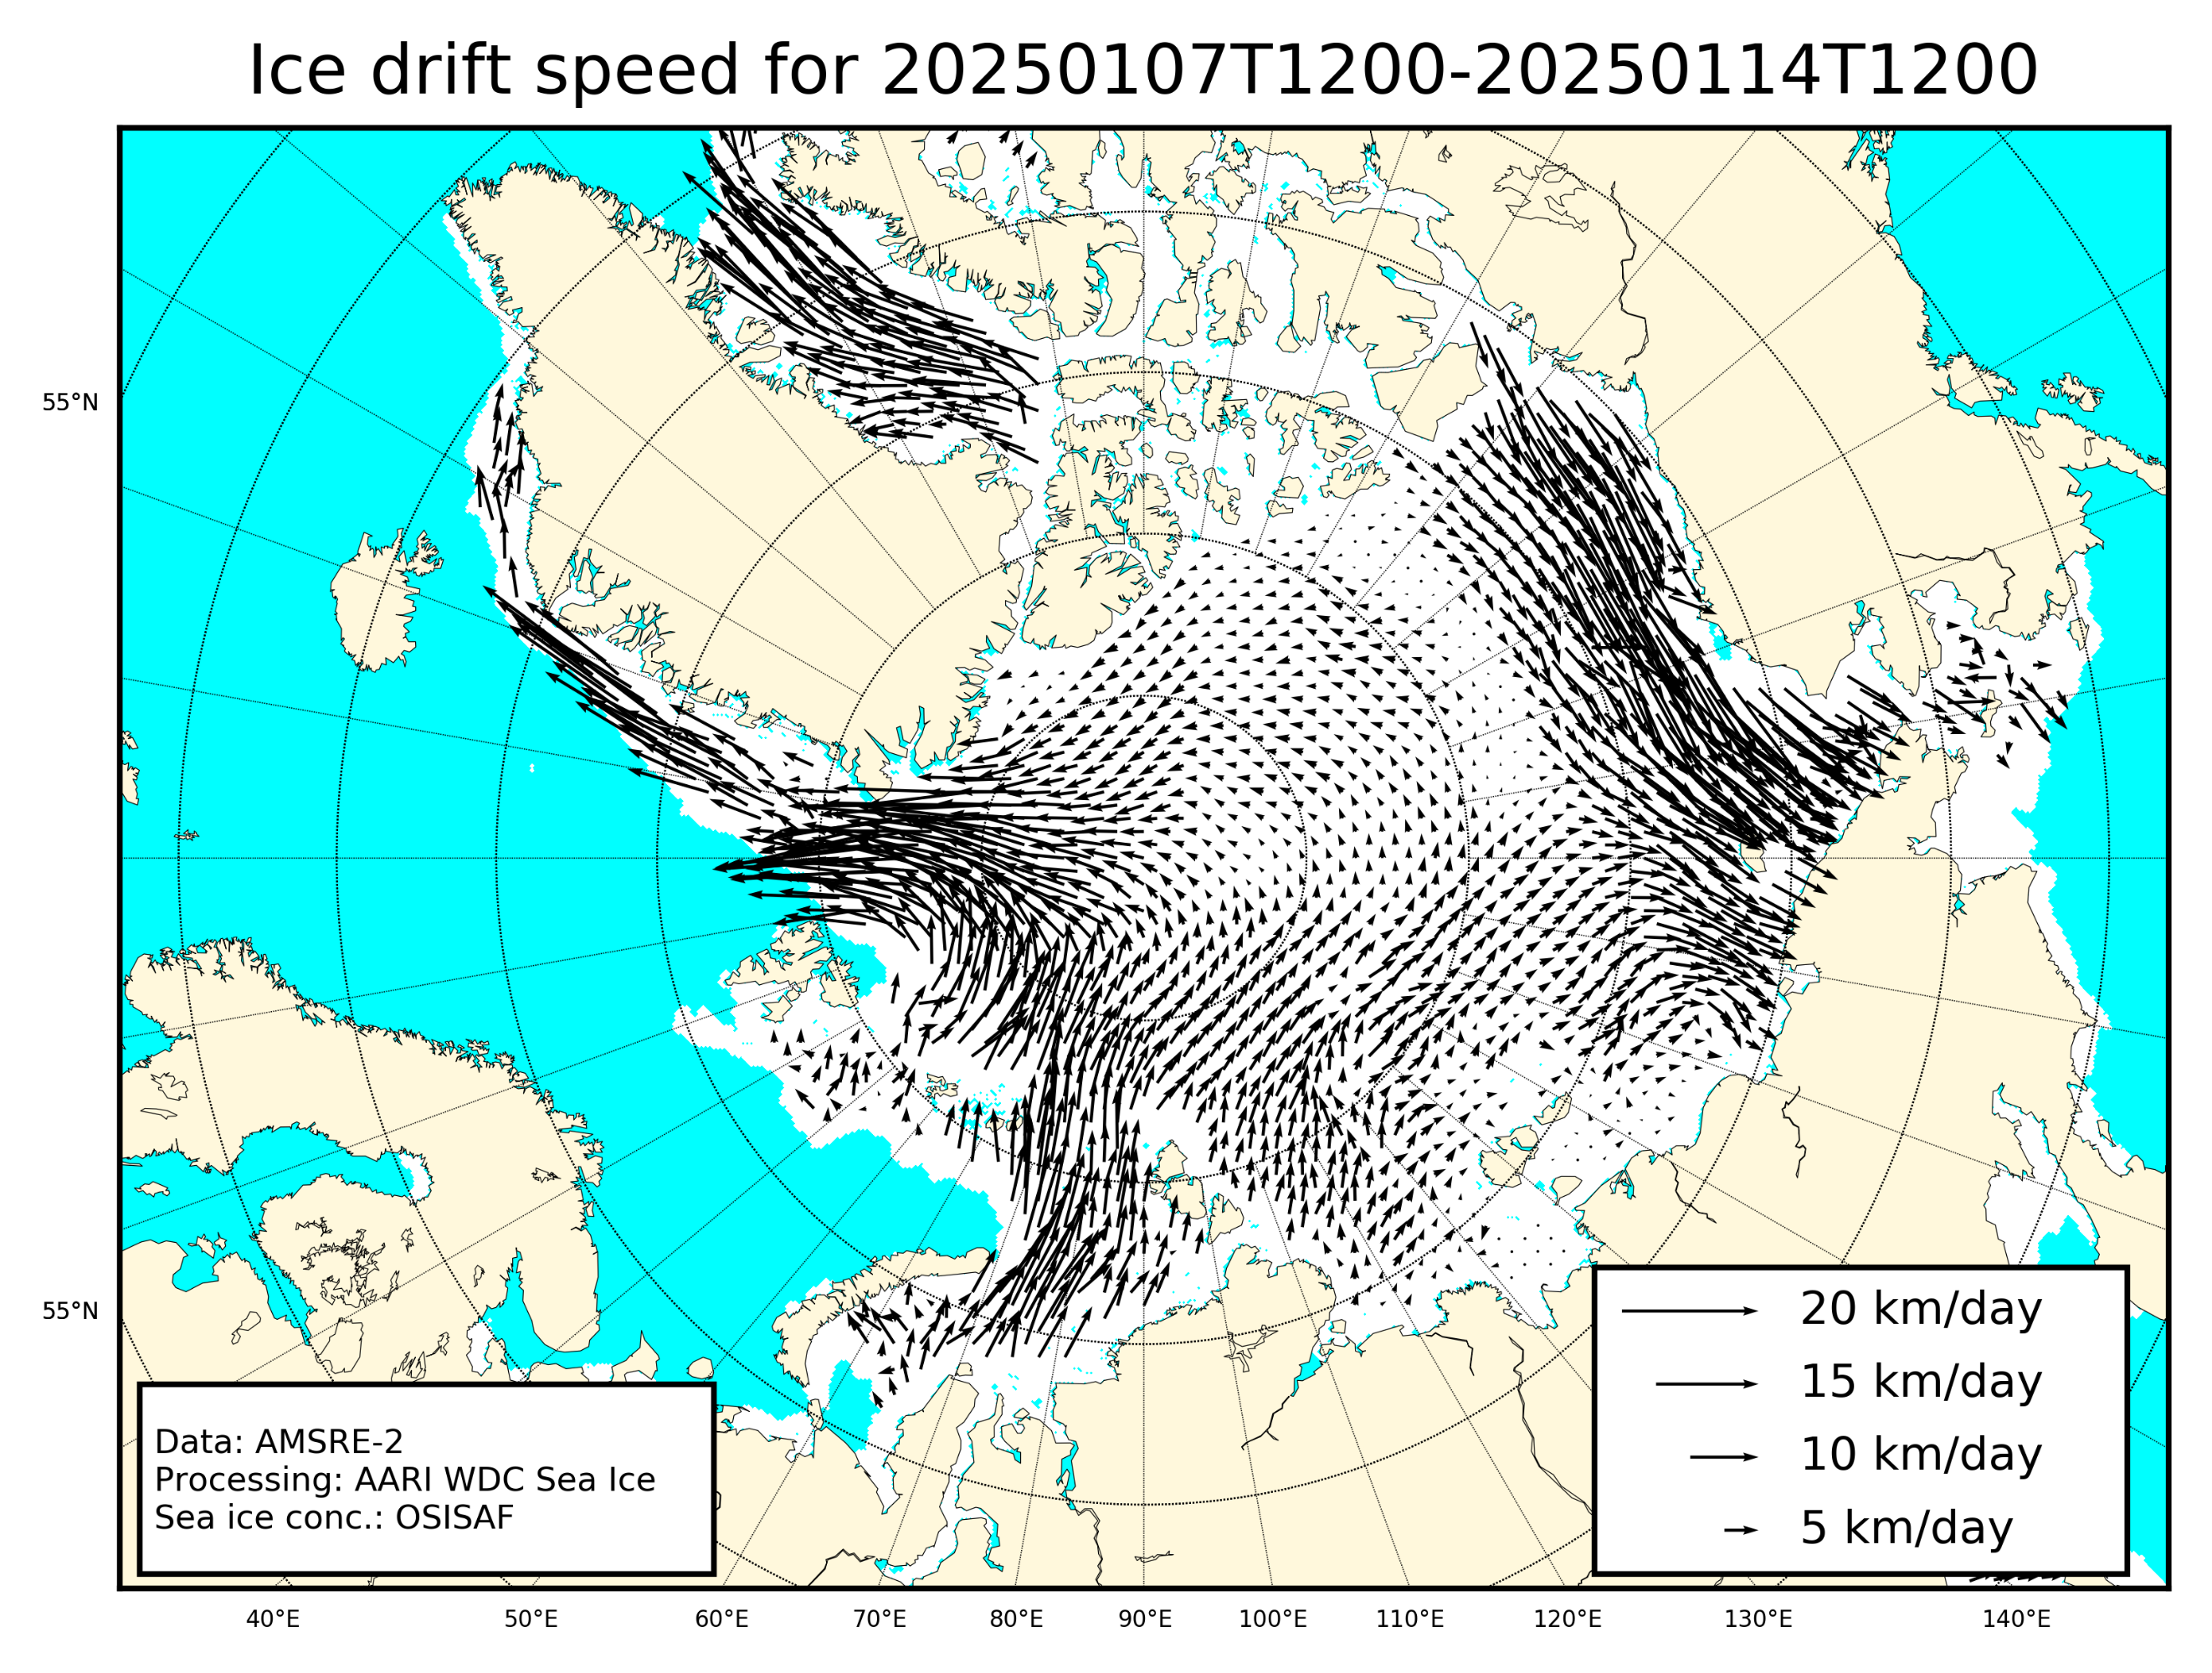 Ice drift speed for 20250107T1200-20250114T1200
55°N
55°N
20 km/day
15 km/day
10 km/day
5 km/day
Data: AMSRE-2
Processing: AARI WDC Sea Ice
Sea ice conc.: OSISAF
40°E 50°E 60°E 70°E 80°E 90°E 100°E 110°E 120°E 130°E 140°E